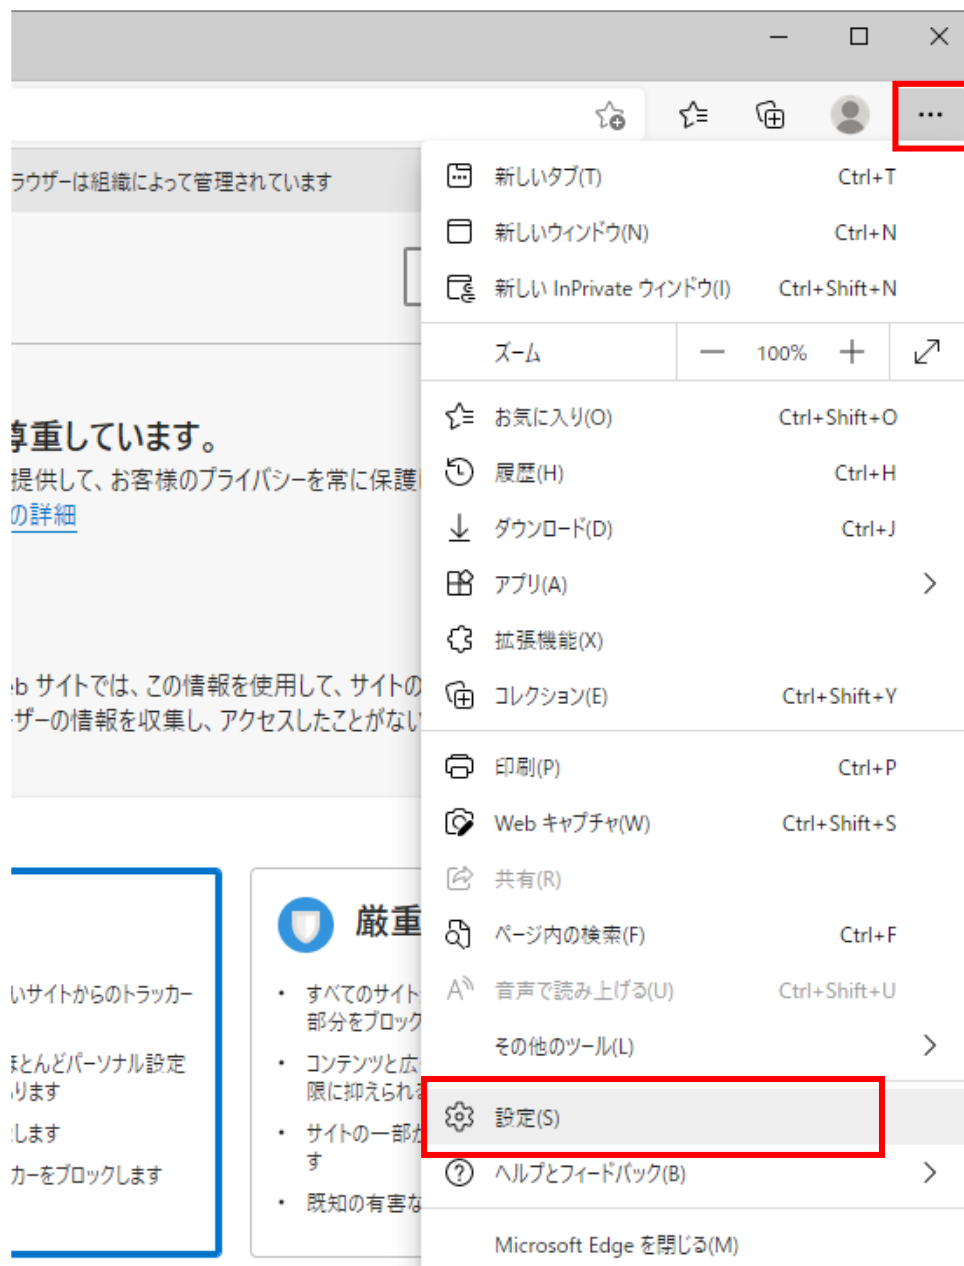 ラウザーは組織によって管理されています
尊重しています。
提供して、お客様のプライバシーを常に保護
の詳細
eb サイトでは、この情報を使用して、サイトの
ーザーの情報を収集し、アクセスしたことがない
いサイトからのトラッカー
ほとんどパーソナル設定
ります
します
カーをブロックします
厳重
• すべてのサイト
部分をブロック
• コンテンツと広
限に抑えられ
• サイトの一部が
す
• 既知の有害な
新しいタブ(T) Ctrl+T
新しいウィンドウ(N) Ctrl+N
新しい InPrivate ウィンドウ(I) Ctrl+Shift+N
ズーム — 100% +
お気に入り(O) Ctrl+Shift+O
履歴(H) Ctrl+H
ダウンロード(D) Ctrl+J
アプリ(A)
拡張機能(X)
コレクション(E) Ctrl+Shift+Y
印刷(P) Ctrl+P
Web キャプチャ(W) Ctrl+Shift+S
共有(R)
ページ内の検索(F) Ctrl+F
音声で読み上げる(U) Ctrl+Shift+U
その他のツール(L)
設定(S)
ヘルプとフィードバック(B)
Microsoft Edge を閉じる(M)